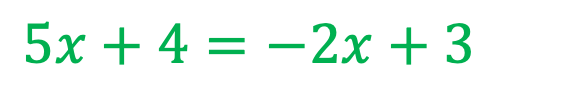 5x + 4 = −2x + 3